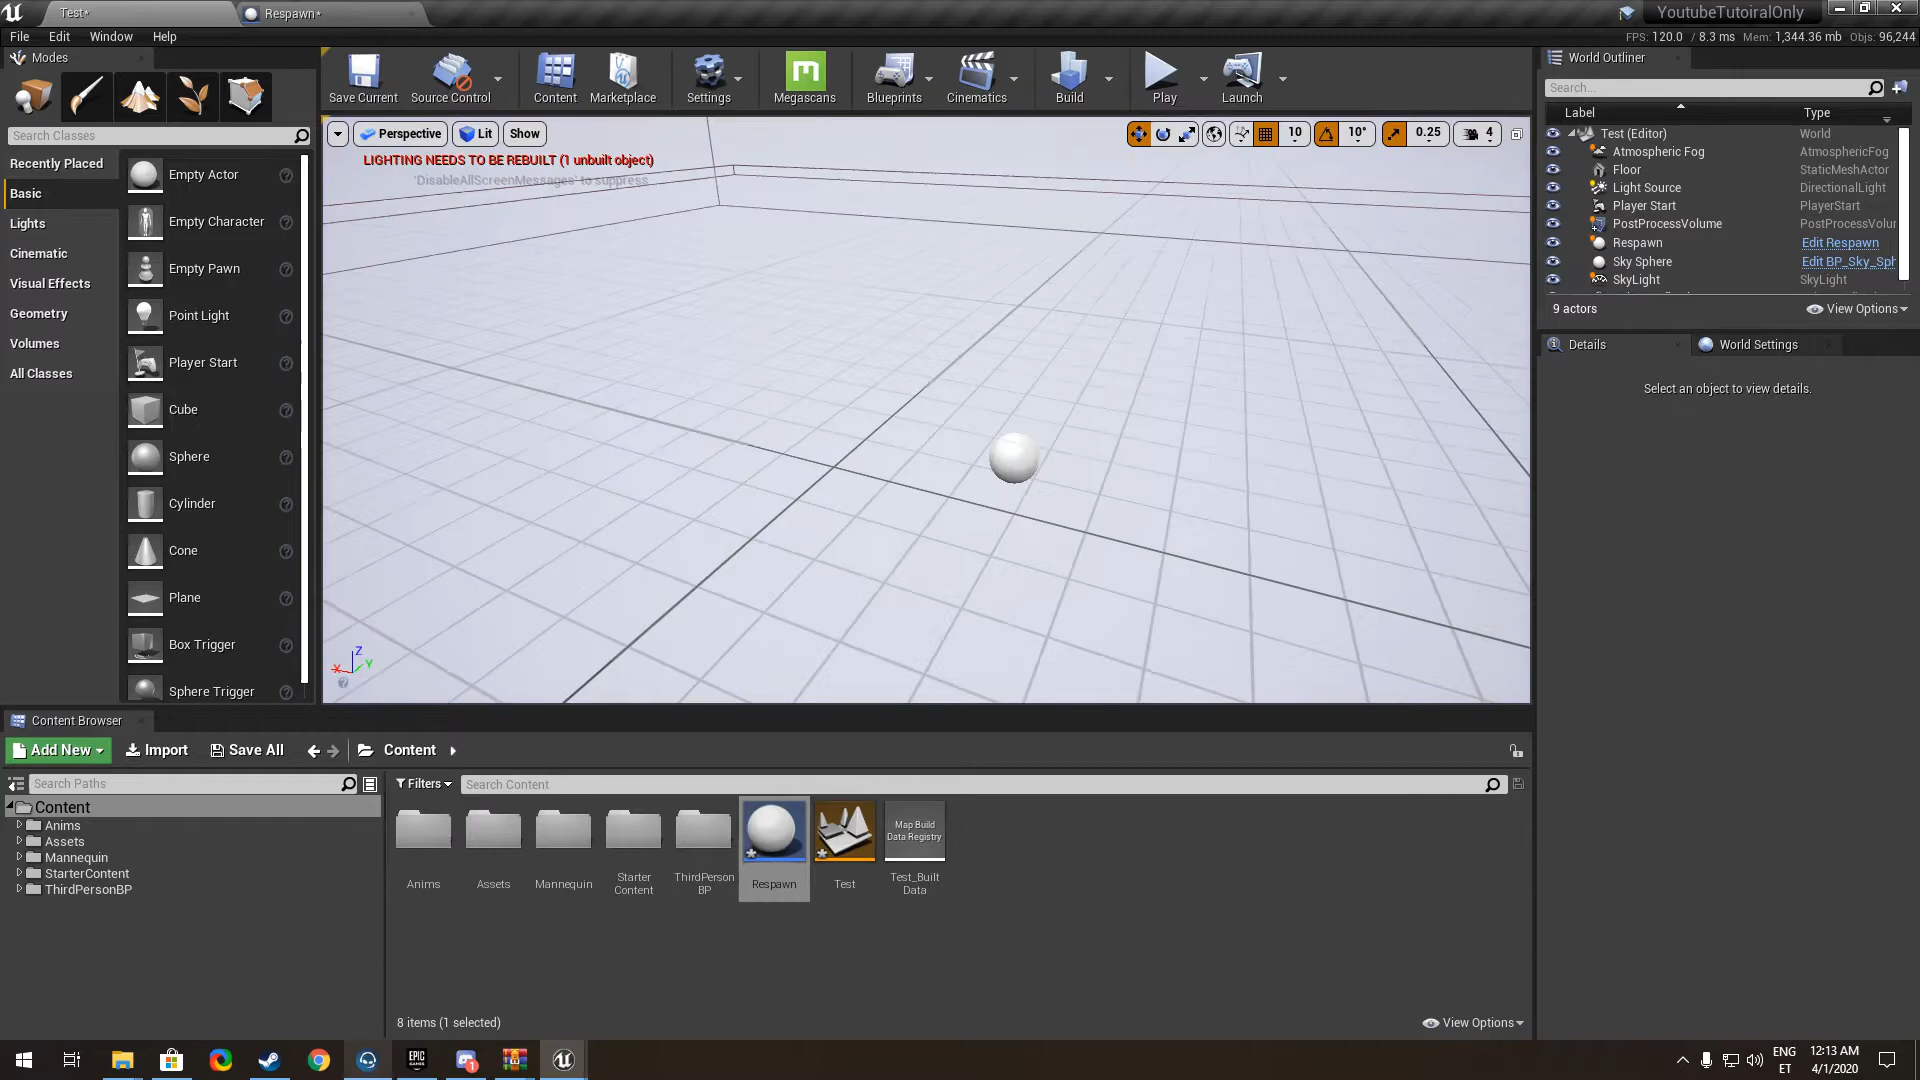 Test*
Respawn*
YoutubeTutoiralOnly
File Edit Window Help
FPS: 120.0 / 8.3 ms Mem: 1,344.36 mb Objs: 96,244
Modes
Search Classes
Recently Placed
Basic
Lights
Cinematic
Visual Effects
Geometry
Volumes
All Classes
Empty Actor
Empty Character
Empty Pawn
Point Light
Player Start
Cube
Sphere
Cylinder
Cone
Plane
Box Trigger
Sphere Trigger
Save Current
Source Control
Content
Marketplace
Settings
Megascans
Blueprints
Cinematics
Build
Play
Launch
Perspective Lit Show
10 10° 0.25 4
LIGHTING NEEDS TO BE REBUILT (1 unbuilt object)
'DisableAllScreenMessages' to suppress
Z
X Y
World Outliner
Search...
Label Type
Test (Editor) World
Atmospheric Fog AtmosphericFog
Floor StaticMeshActor
Light Source DirectionalLight
Player Start PlayerStart
PostProcessVolume PostProcessVolur
Respawn Edit Respawn
Sky Sphere Edit BP_Sky_Sph
SkyLight SkyLight
9 actors View Options
Details World Settings
Select an object to view details.
Content Browser
Add New Import Save All Content
Search Paths
Content
Anims
Assets
Mannequin
StarterContent
ThirdPersonBP
Filters Search Content
Map Build
Data Registry
Anims
Assets
Mannequin
Starter
Content
ThirdPerson
BP
Respawn
Test
Test_Built
Data
8 items (1 selected)
View Options
EPIC
GAMES
1
ENG
ET
12:13 AM
4/1/2020